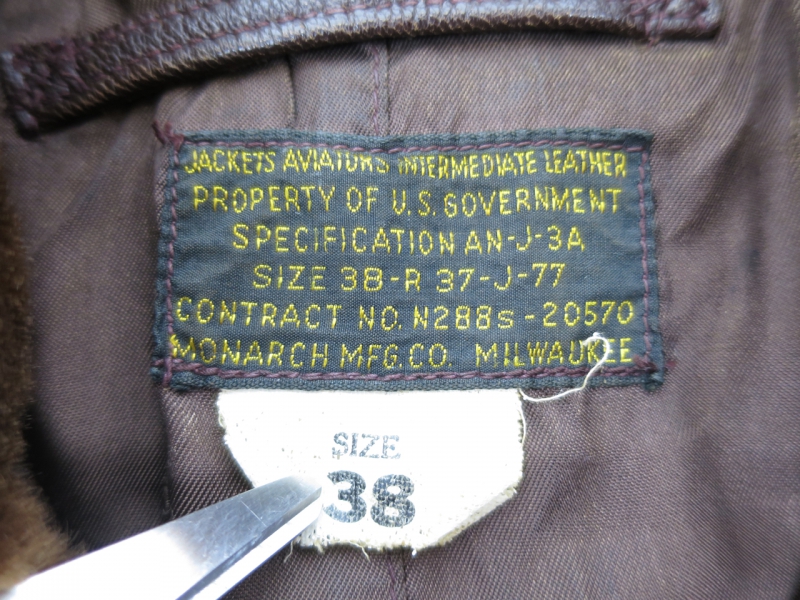 JACKETS AVIATORS INTERMEDIATE LEATHER
PROPERTY OF U.S. GOVERNMENT
SPECIFICATION AN-J-3A
SIZE 38-R 37-J-77
CONTRACT NO. N288s-20570
MONARCH MFG.CO. MILWAUKEE
SIZE
38